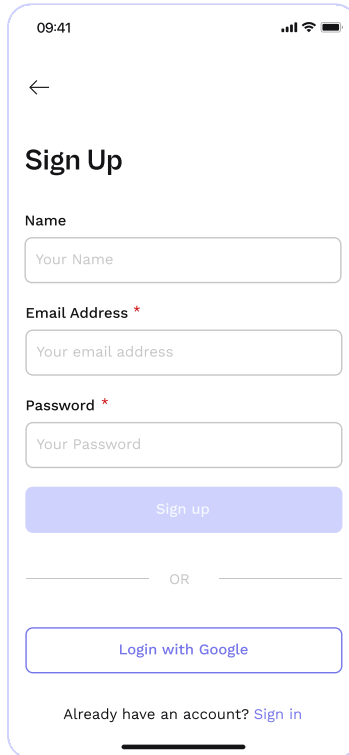 09:41
Sign Up
Name
Your Name
Email Address *
Your email address
Password *
Your Password
Sign up
OR
Login with Google
Already have an account? Sign in